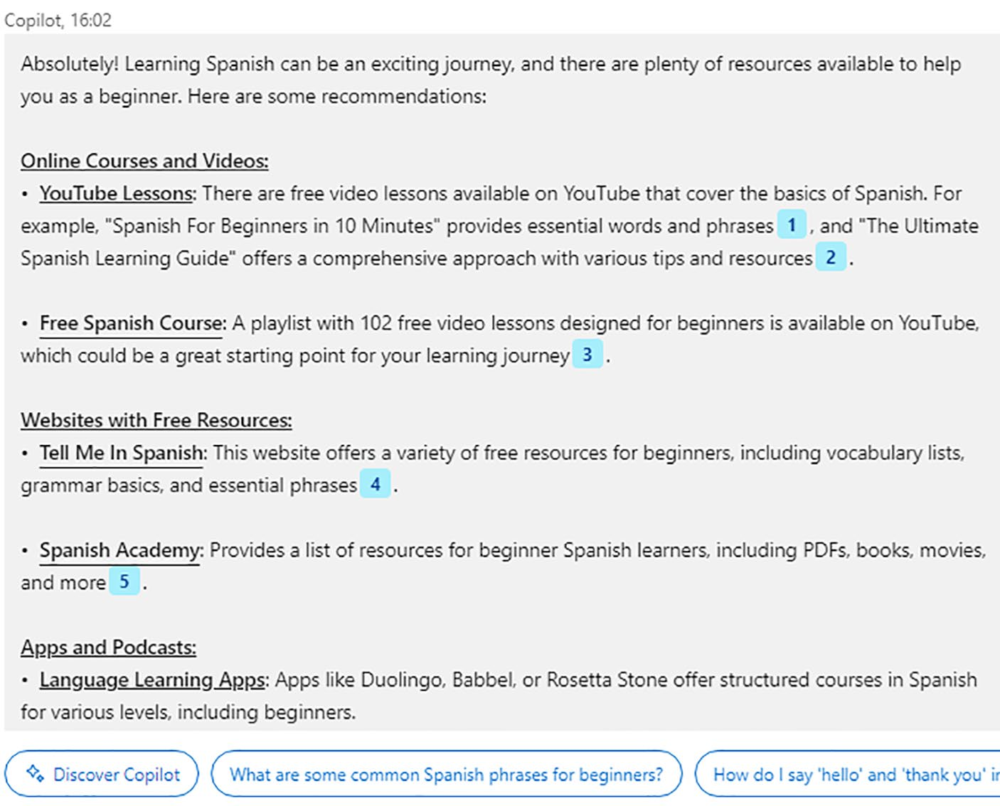 Copilot, 16:02
Absolutely! Learning Spanish can be an exciting journey, and there are plenty of resources available to help
you as a beginner. Here are some recommendations:
Online Courses and Videos:
• YouTube Lessons: There are free video lessons available on YouTube that cover the basics of Spanish. For
example, "Spanish For Beginners in 10 Minutes" provides essential words and phrases 1 , and "The Ultimate
Spanish Learning Guide" offers a comprehensive approach with various tips and resources 2 .
• Free Spanish Course: A playlist with 102 free video lessons designed for beginners is available on YouTube,
which could be a great starting point for your learning journey 3 .
Websites with Free Resources:
• Tell Me In Spanish: This website offers a variety of free resources for beginners, including vocabulary lists,
grammar basics, and essential phrases 4 .
• Spanish Academy: Provides a list of resources for beginner Spanish learners, including PDFs, books, movies,
and more 5 .
Apps and Podcasts:
• Language Learning Apps: Apps like Duolingo, Babbel, or Rosetta Stone offer structured courses in Spanish
for various levels, including beginners.
Discover Copilot What are some common Spanish phrases for beginners? How do I say 'hello' and 'thank you'